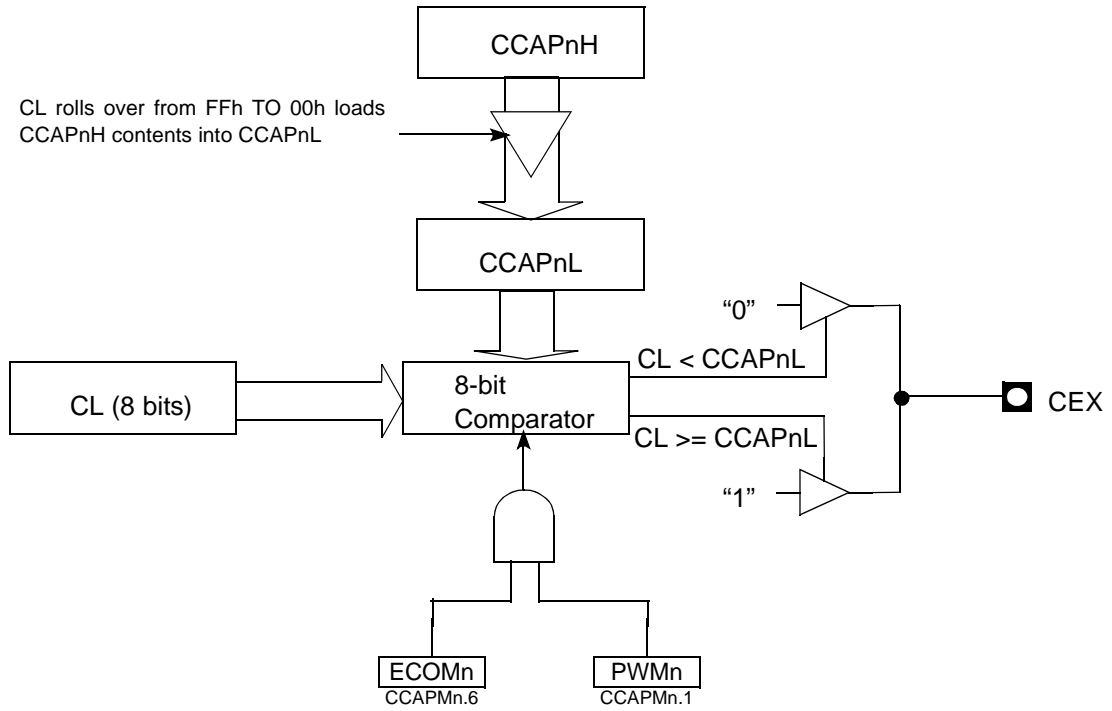 CCAPnH
CL rolls over from FFh TO 00h loads
CCAPnH contents into CCAPnL
CCAPnL
“0”
CL < CCAPnL
CL (8 bits)
8-bit
Comparator
CEX
CL >= CCAPnL
“1”
ECOMn
CCAPMn.6
PWMn
CCAPMn.1